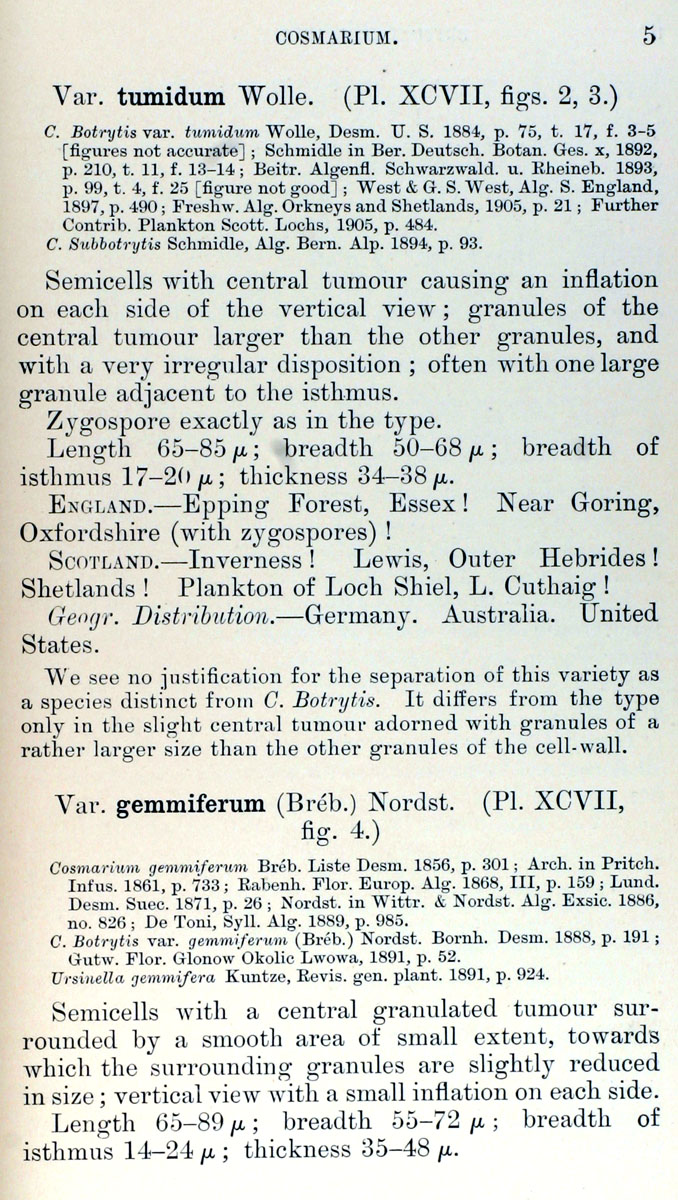 COSMARIUM. 5
Var. tumidum Wolle. (Pl. XCVII, figs. 2, 3.)
C. Botrytis var. tumidum Wolle, Desm. U. S. 1884, p. 75, t. 17, f. 3–5
[figures not accurate] ; Schmidle in Ber. Deutsch. Botan. Ges. x, 1892,
p. 210, t. 11, f. 13–14 ; Beitr. Algenfl. Schwarzwald. u. Rheineb. 1893,
p. 99, t. 4, f. 25 [figure not good] ; West & G. S. West, Alg. S. England,
1897, p. 490 ; Freshw. Alg. Orkneys and Shetlands, 1905, p. 21 ; Further
Contrib. Plankton Scott. Lochs, 1905, p. 484.
C. Subbotrytis Schmidle, Alg. Bern. Alp. 1894, p. 93.
Semicells with central tumour causing an inflation
on each side of the vertical view ; granules of the
central tumour larger than the other granules, and
with a very irregular disposition ; often with one large
granule adjacent to the isthmus.
Zygospore exactly as in the type.
Length 65–85 μ ; breadth 50–68 μ ; breadth of
isthmus 17–20 μ ; thickness 34–38 μ.
ENGLAND.—Epping Forest, Essex ! Near Goring,
Oxfordshire (with zygospores) !
SCOTLAND.—Inverness ! Lewis, Outer Hebrides !
Shetlands ! Plankton of Loch Shiel, L. Cuthaig !
Geogr. Distribution.—Germany. Australia. United
States.
We see no justification for the separation of this variety as
a species distinct from C. Botrytis. It differs from the type
only in the slight central tumour adorned with granules of a
rather larger size than the other granules of the cell-wall.
Var. gemmiferum (Bréb.) Nordst. (Pl. XCVII,
fig. 4.)
Cosmarium gemmiferum Bréb. Liste Desm. 1856, p. 301 ; Arch. in Pritch.
Infus. 1861, p. 733 ; Rabenh. Flor. Europ. Alg. 1868, III, p. 159 ; Lund.
Desm. Suec. 1871, p. 26 ; Nordst. in Wittr. & Nordst. Alg. Exsic. 1886,
no. 826 ; De Toni, Syll. Alg. 1889, p. 985.
C. Botrytis var. gemmiferum (Bréb.) Nordst. Bornh. Desm. 1888, p. 191 ;
Gutw. Flor. Glonow Okolic Lwowa, 1891, p. 52.
Ursinella gemmifera Kuntze, Revis. gen. plant. 1891, p. 924.
Semicells with a central granulated tumour sur-
rounded by a smooth area of small extent, towards
which the surrounding granules are slightly reduced
in size ; vertical view with a small inflation on each side.
Length 65–89 μ ; breadth 55–72 μ ; breadth of
isthmus 14–24 μ ; thickness 35–48 μ.